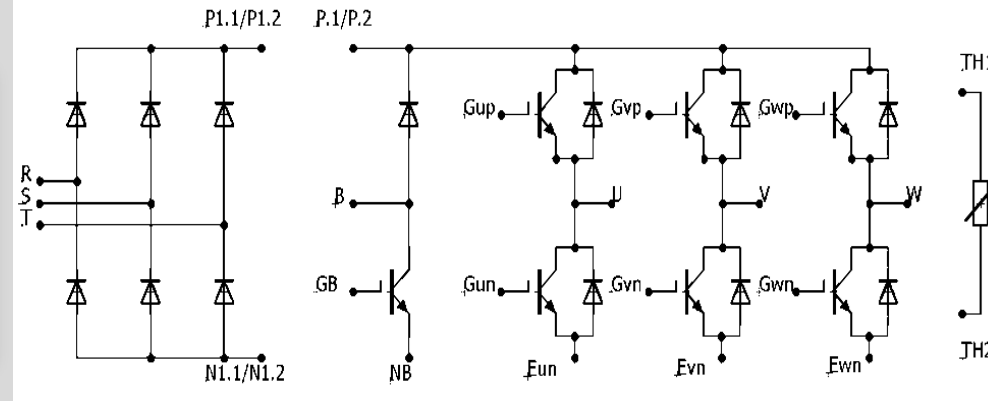 P1.1/P1.2 P.1/P.2
TH1
Gup Gvp Gwp
R
S
T
B U V W
GB Gun Gvn Gwn
N1.1/N1.2 NB Eun Evn Ewn
TH2